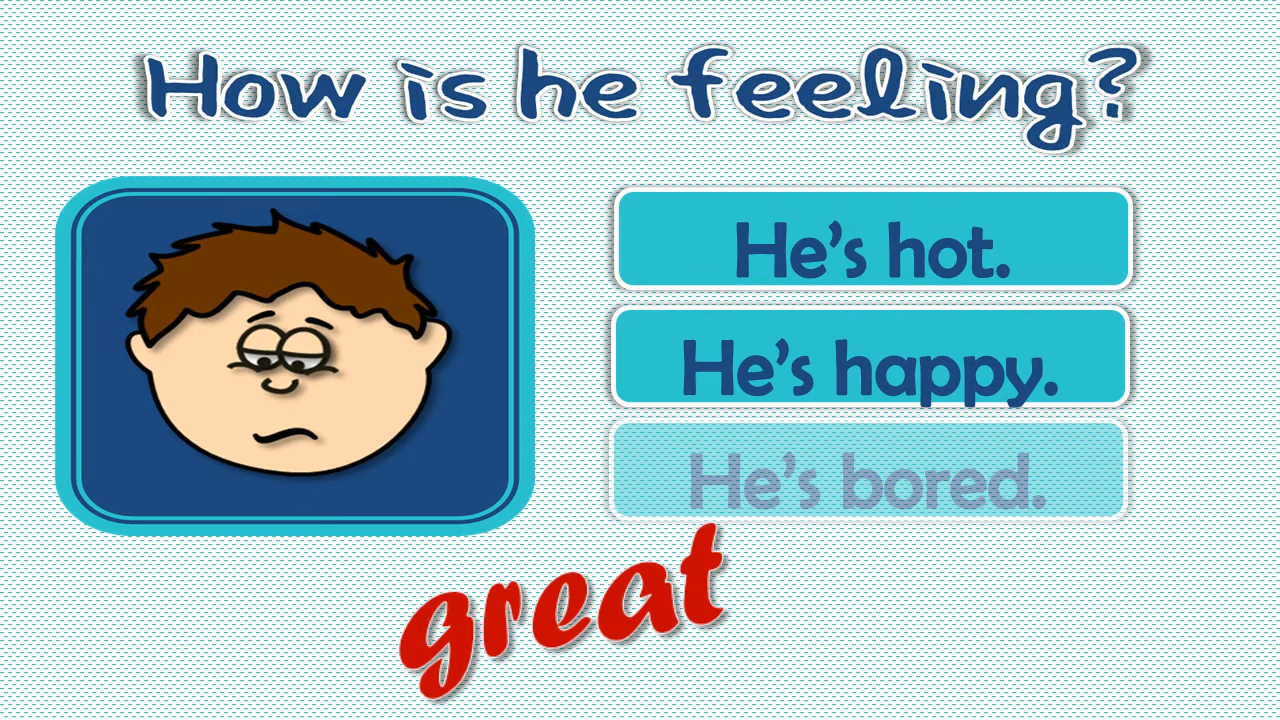 How is he feeling?
He's hot.
He's happy.
He's bored.
great